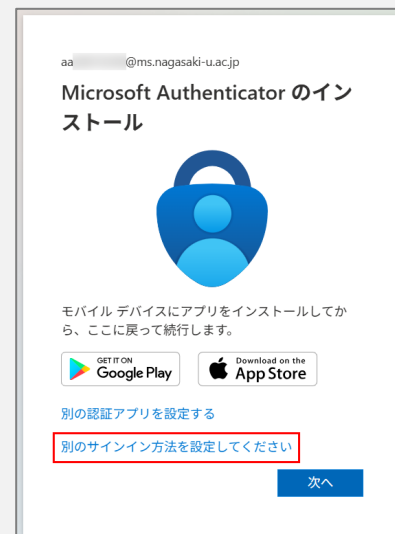 aa @ms.nagasaki-u.ac.jp
Microsoft Authenticator のイン
ストール
モバイル デバイスにアプリをインストールしてか
ら、ここに戻って続行します。
GET IT ON
Google Play
Download on the
App Store
別の認証アプリを設定する
別のサインイン方法を設定してください
次へ